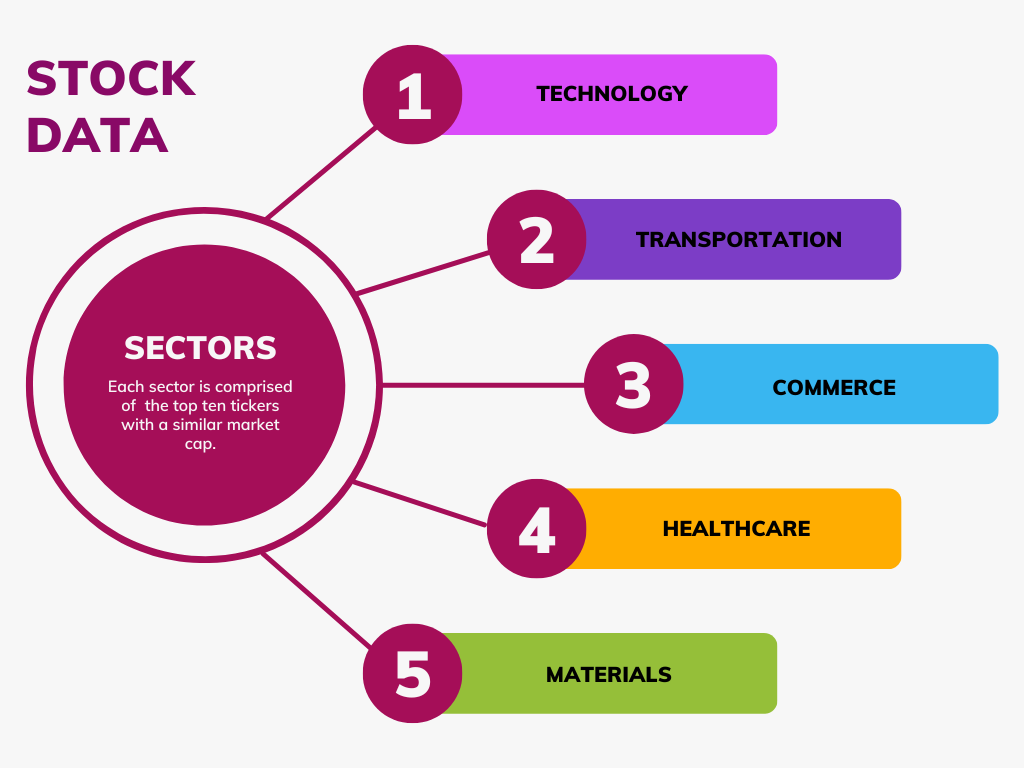 STOCK
DATA
SECTORS
Each sector is comprised
of  the top ten tickers
with a similar market
cap.
1
TECHNOLOGY
2
TRANSPORTATION
3
COMMERCE
4
HEALTHCARE
5
MATERIALS